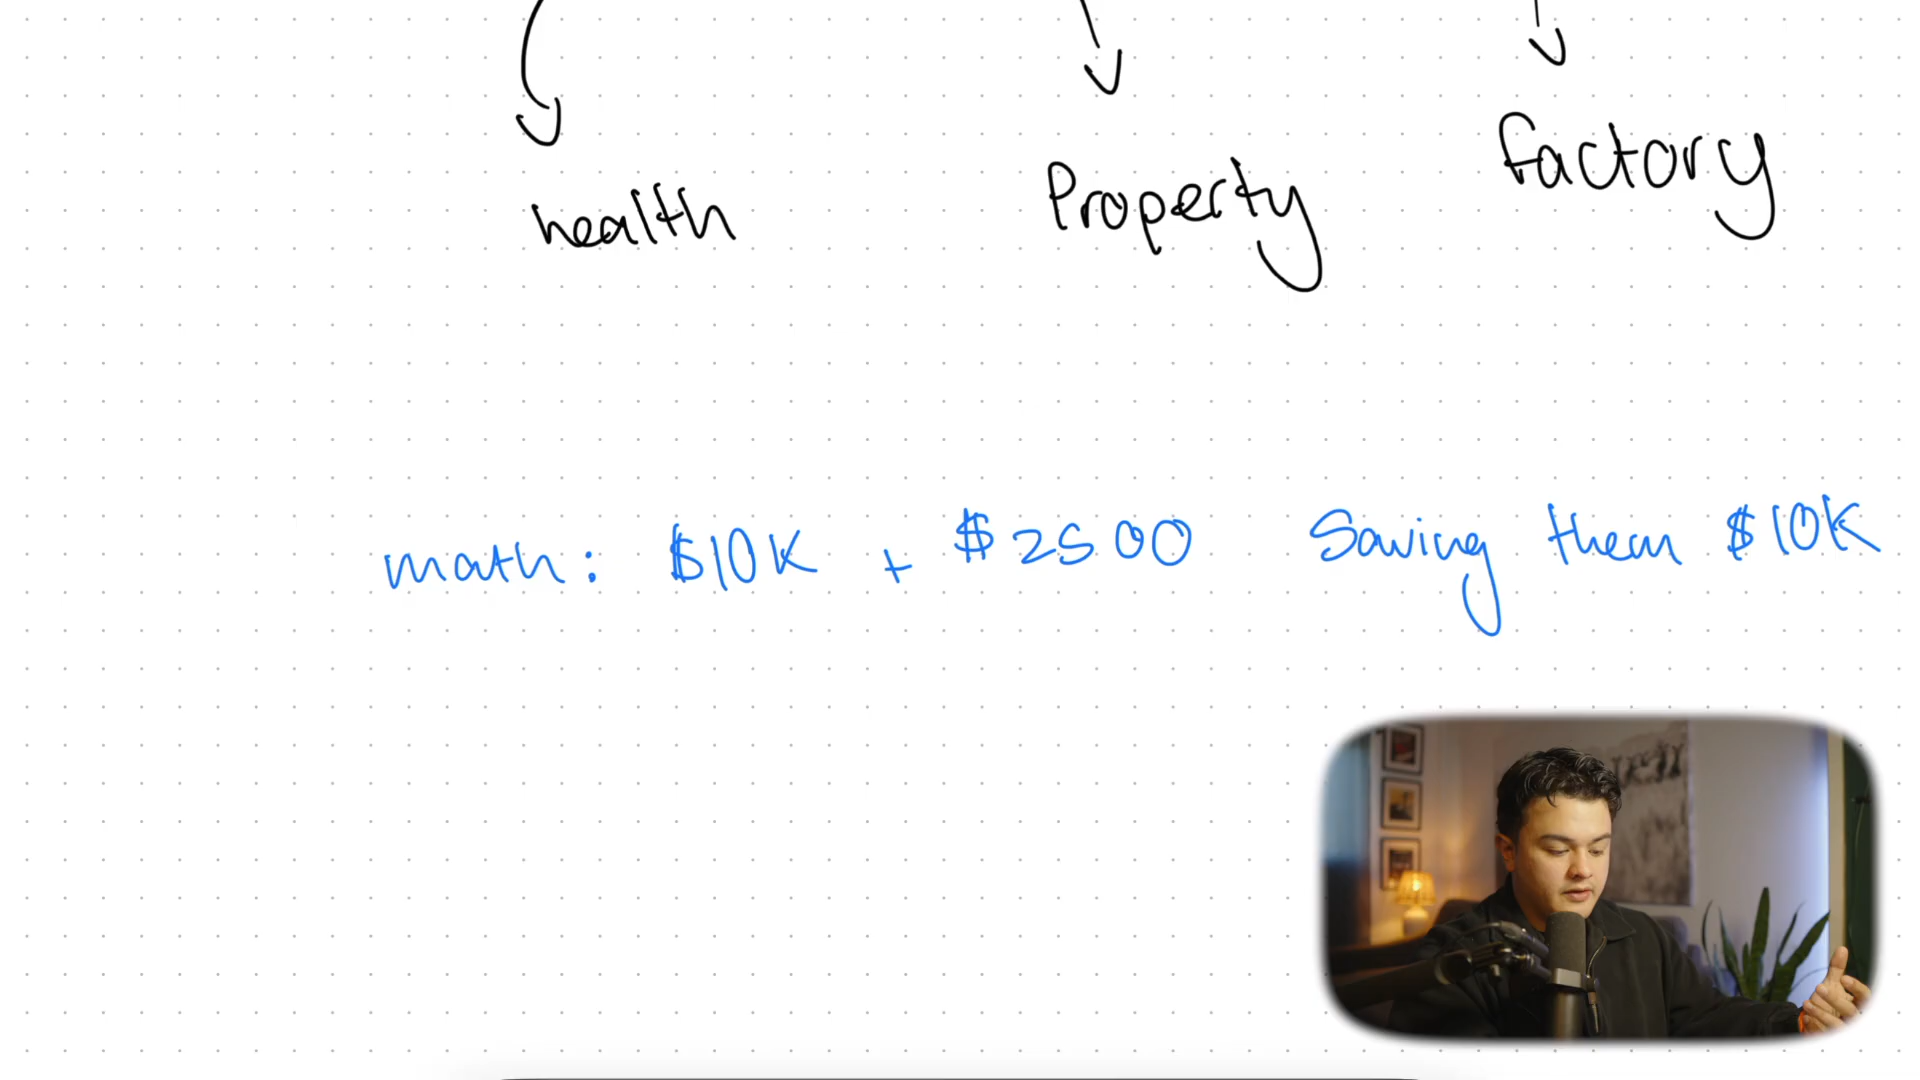 health Property factory
math: $10K + $2500 Saving them $10K